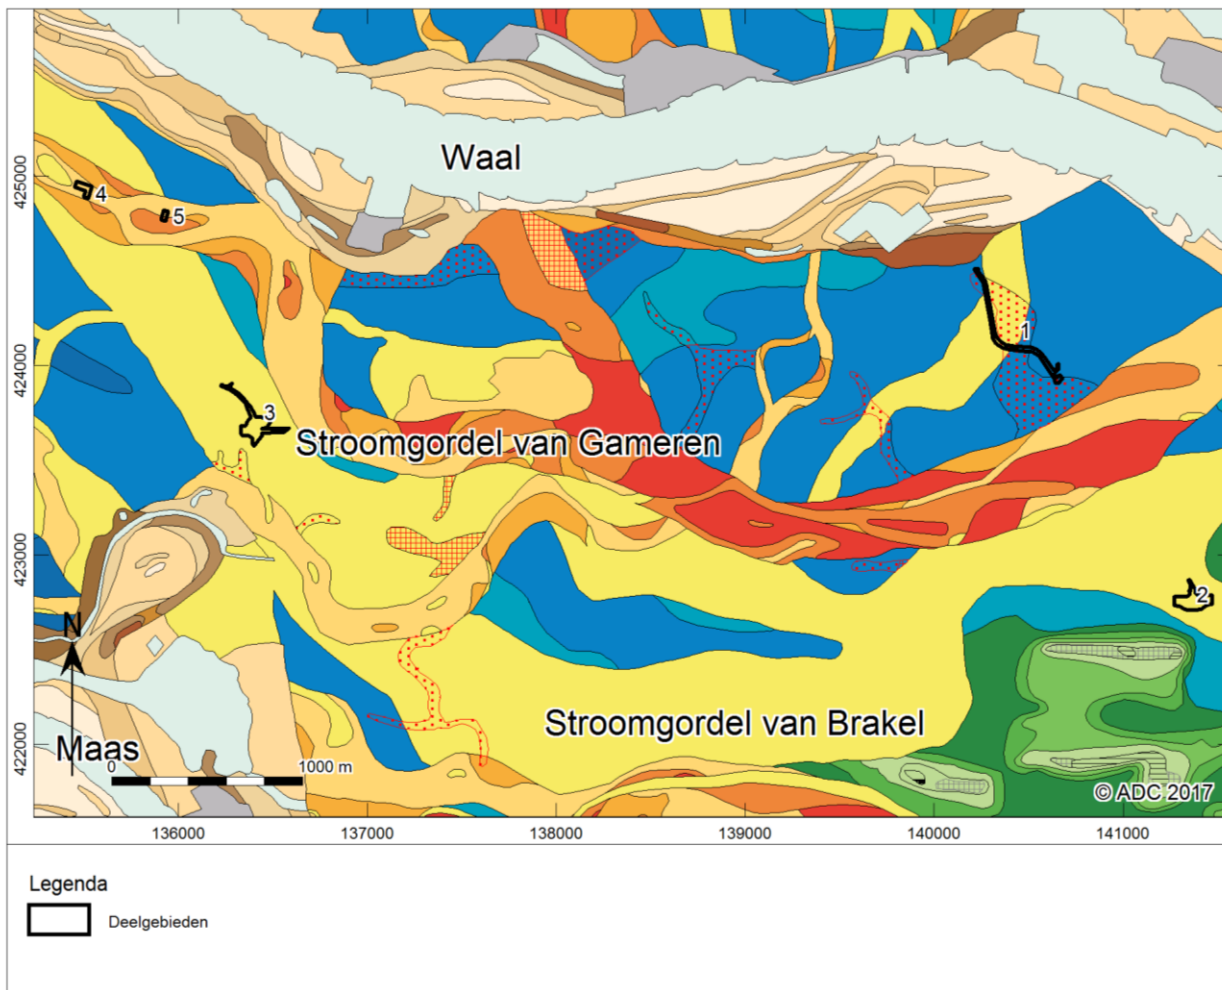 Waal
425000
4
5
1
424000
3
Stroomgordel van Gameren
423000
2
N
Stroomgordel van Brakel
422000
Maas
0
1000 m
© ADC 2017
136000
137000
138000
139000
140000
141000
Legenda
Deelgebieden